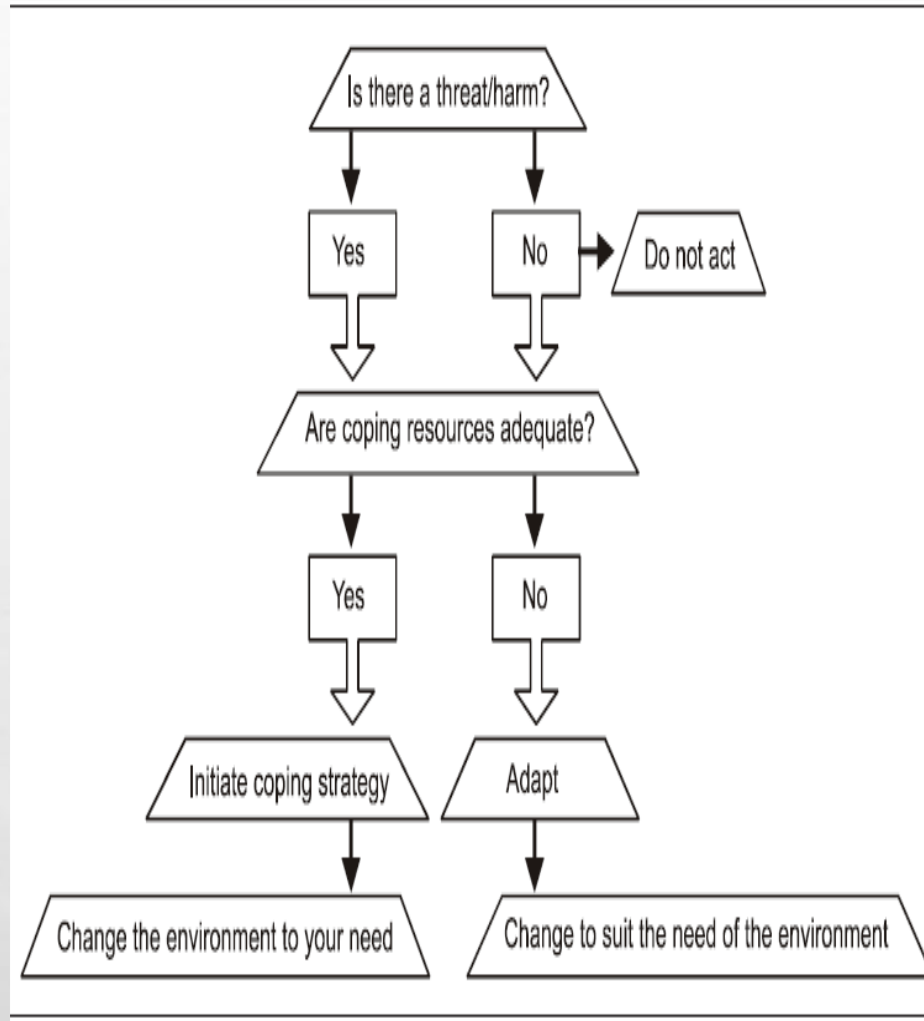 Is there a threat/harm?
Yes
No
Do not act
Are coping resources adequate?
Yes
No
Initiate coping strategy
Adapt
Change the environment to your need
Change to suit the need of the environment